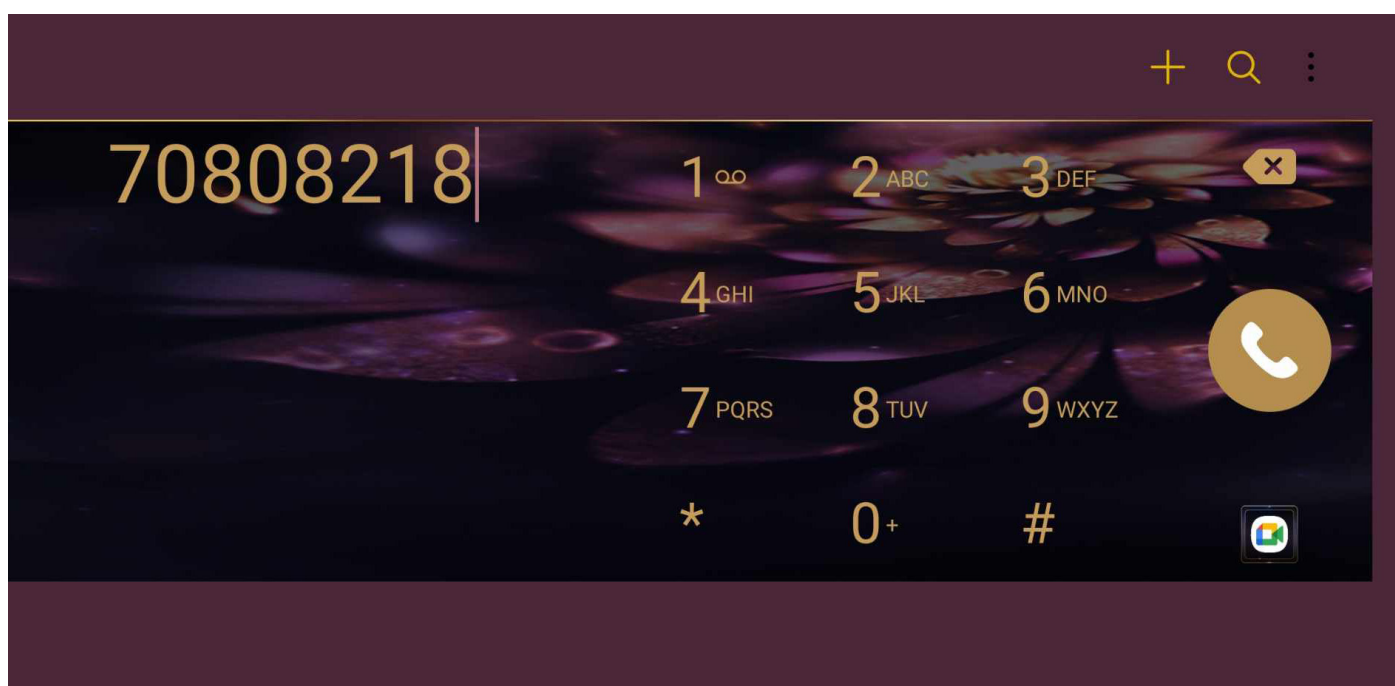 70808218
1 2 ABC 3 DEF
4 GHI 5 JKL 6 MNO
7 PQRS 8 TUV 9 WXYZ
* 0 + #